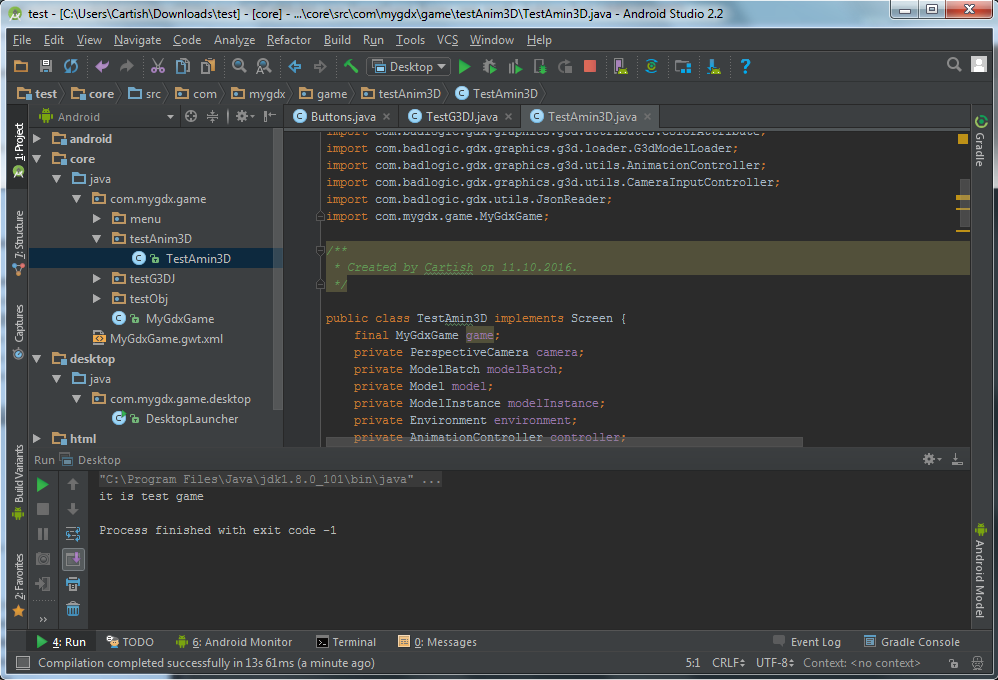 test - [C:\Users\Cartish\Downloads\test] - [core] - ...\core\src\com\mygdx\game\testAnim3D\TestAmin3D.java - Android Studio 2.2
File Edit View Navigate Code Analyze Refactor Build Run Tools VCS Window Help
Desktop
test core src com mygdx game testAnim3D TestAmin3D
1: Project
7: Structure
Captures
Build Variants
2: Favorites
Android
android
core
java
com.mygdx.game
menu
testAnim3D
TestAmin3D
testG3DJ
testObj
MyGdxGame
MyGdxGame.gwt.xml
desktop
java
com.mygdx.game.desktop
DesktopLauncher
html
Buttons.java TestG3DJ.java TestAmin3D.java
import com.badlogic.gdx.graphics.g3d.attributes.ColorAttribute;
import com.badlogic.gdx.graphics.g3d.loader.G3dModelLoader;
import com.badlogic.gdx.graphics.g3d.utils.AnimationController;
import com.badlogic.gdx.graphics.g3d.utils.CameraInputController;
import com.badlogic.gdx.utils.JsonReader;
import com.mygdx.game.MyGdxGame;
/**
* Created by Cartish on 11.10.2016.
*/
public class TestAmin3D implements Screen {
final MyGdxGame game;
private PerspectiveCamera camera;
private ModelBatch modelBatch;
private Model model;
private ModelInstance modelInstance;
private Environment environment;
private AnimationController controller;
Gradle
Android Model
Run Desktop
"C:\Program Files\Java\jdk1.8.0_101\bin\java" ...
it is test game
Process finished with exit code -1
4: Run TODO 6: Android Monitor Terminal 0: Messages Event Log Gradle Console
Compilation completed successfully in 13s 61ms (a minute ago) 5:1 CRLF UTF-8 Context: <no context>